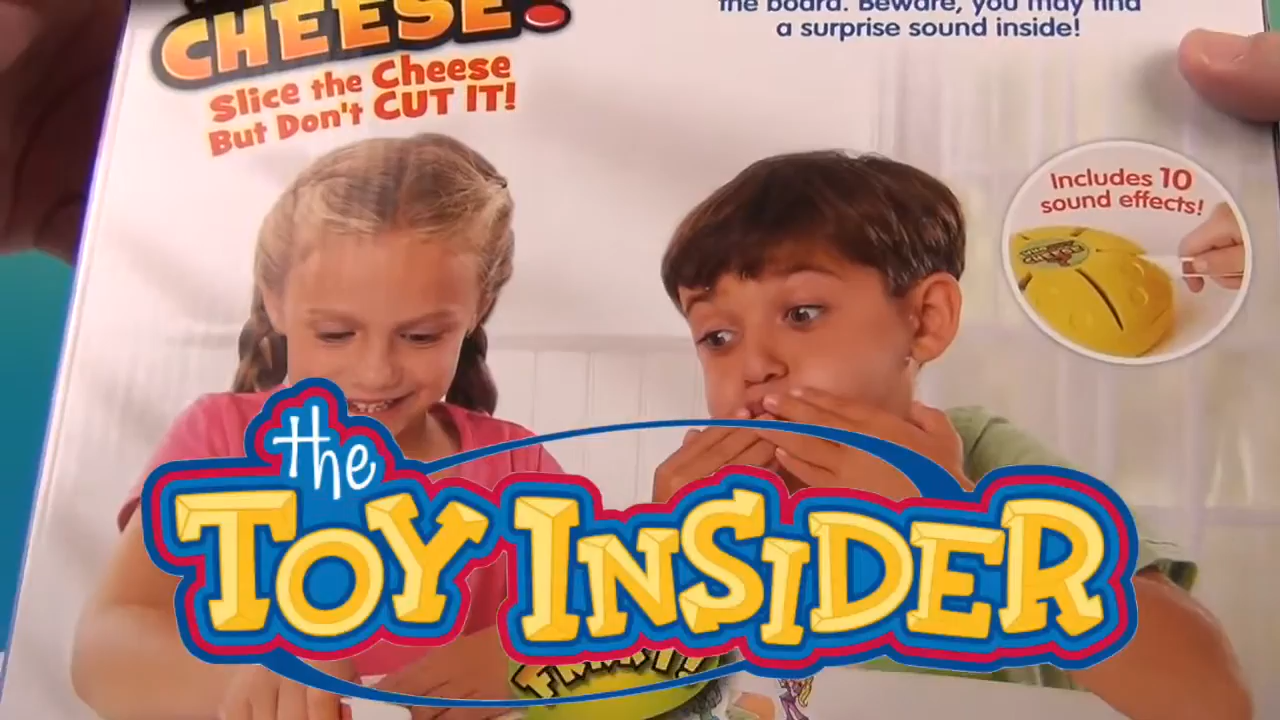 CHEESE!
Slice the Cheese
But Don't CUT IT!
the board. Beware, you may find
a surprise sound inside!
Includes 10
sound effects!
the
TOY INSIDER